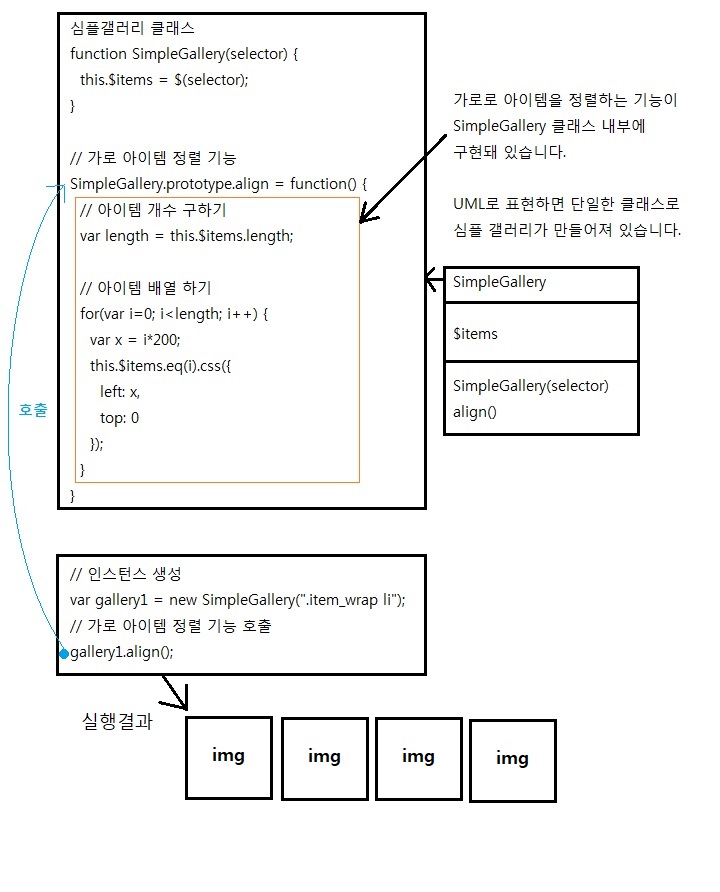 심플갤러리 클래스
function SimpleGallery(selector) {
this.$items = $(selector);
}
// 가로 아이템 정렬 기능
SimpleGallery.prototype.align = function() {
// 아이템 개수 구하기
var length = this.$items.length;
// 아이템 배열 하기
for(var i=0; i<length; i++) {
var x = i*200;
this.$items.eq(i).css({
left: x,
top: 0
});
}
}
가로로 아이템을 정렬하는 기능이
SimpleGallery 클래스 내부에
구현돼 있습니다.
UML로 표현하면 단일한 클래스로
심플 갤러리가 만들어져 있습니다.
SimpleGallery
$items
SimpleGallery(selector)
align()
호출
// 인스턴스 생성
var gallery1 = new SimpleGallery(".item_wrap li");
// 가로 아이템 정렬 기능 호출
gallery1.align();
실행결과
img img img img